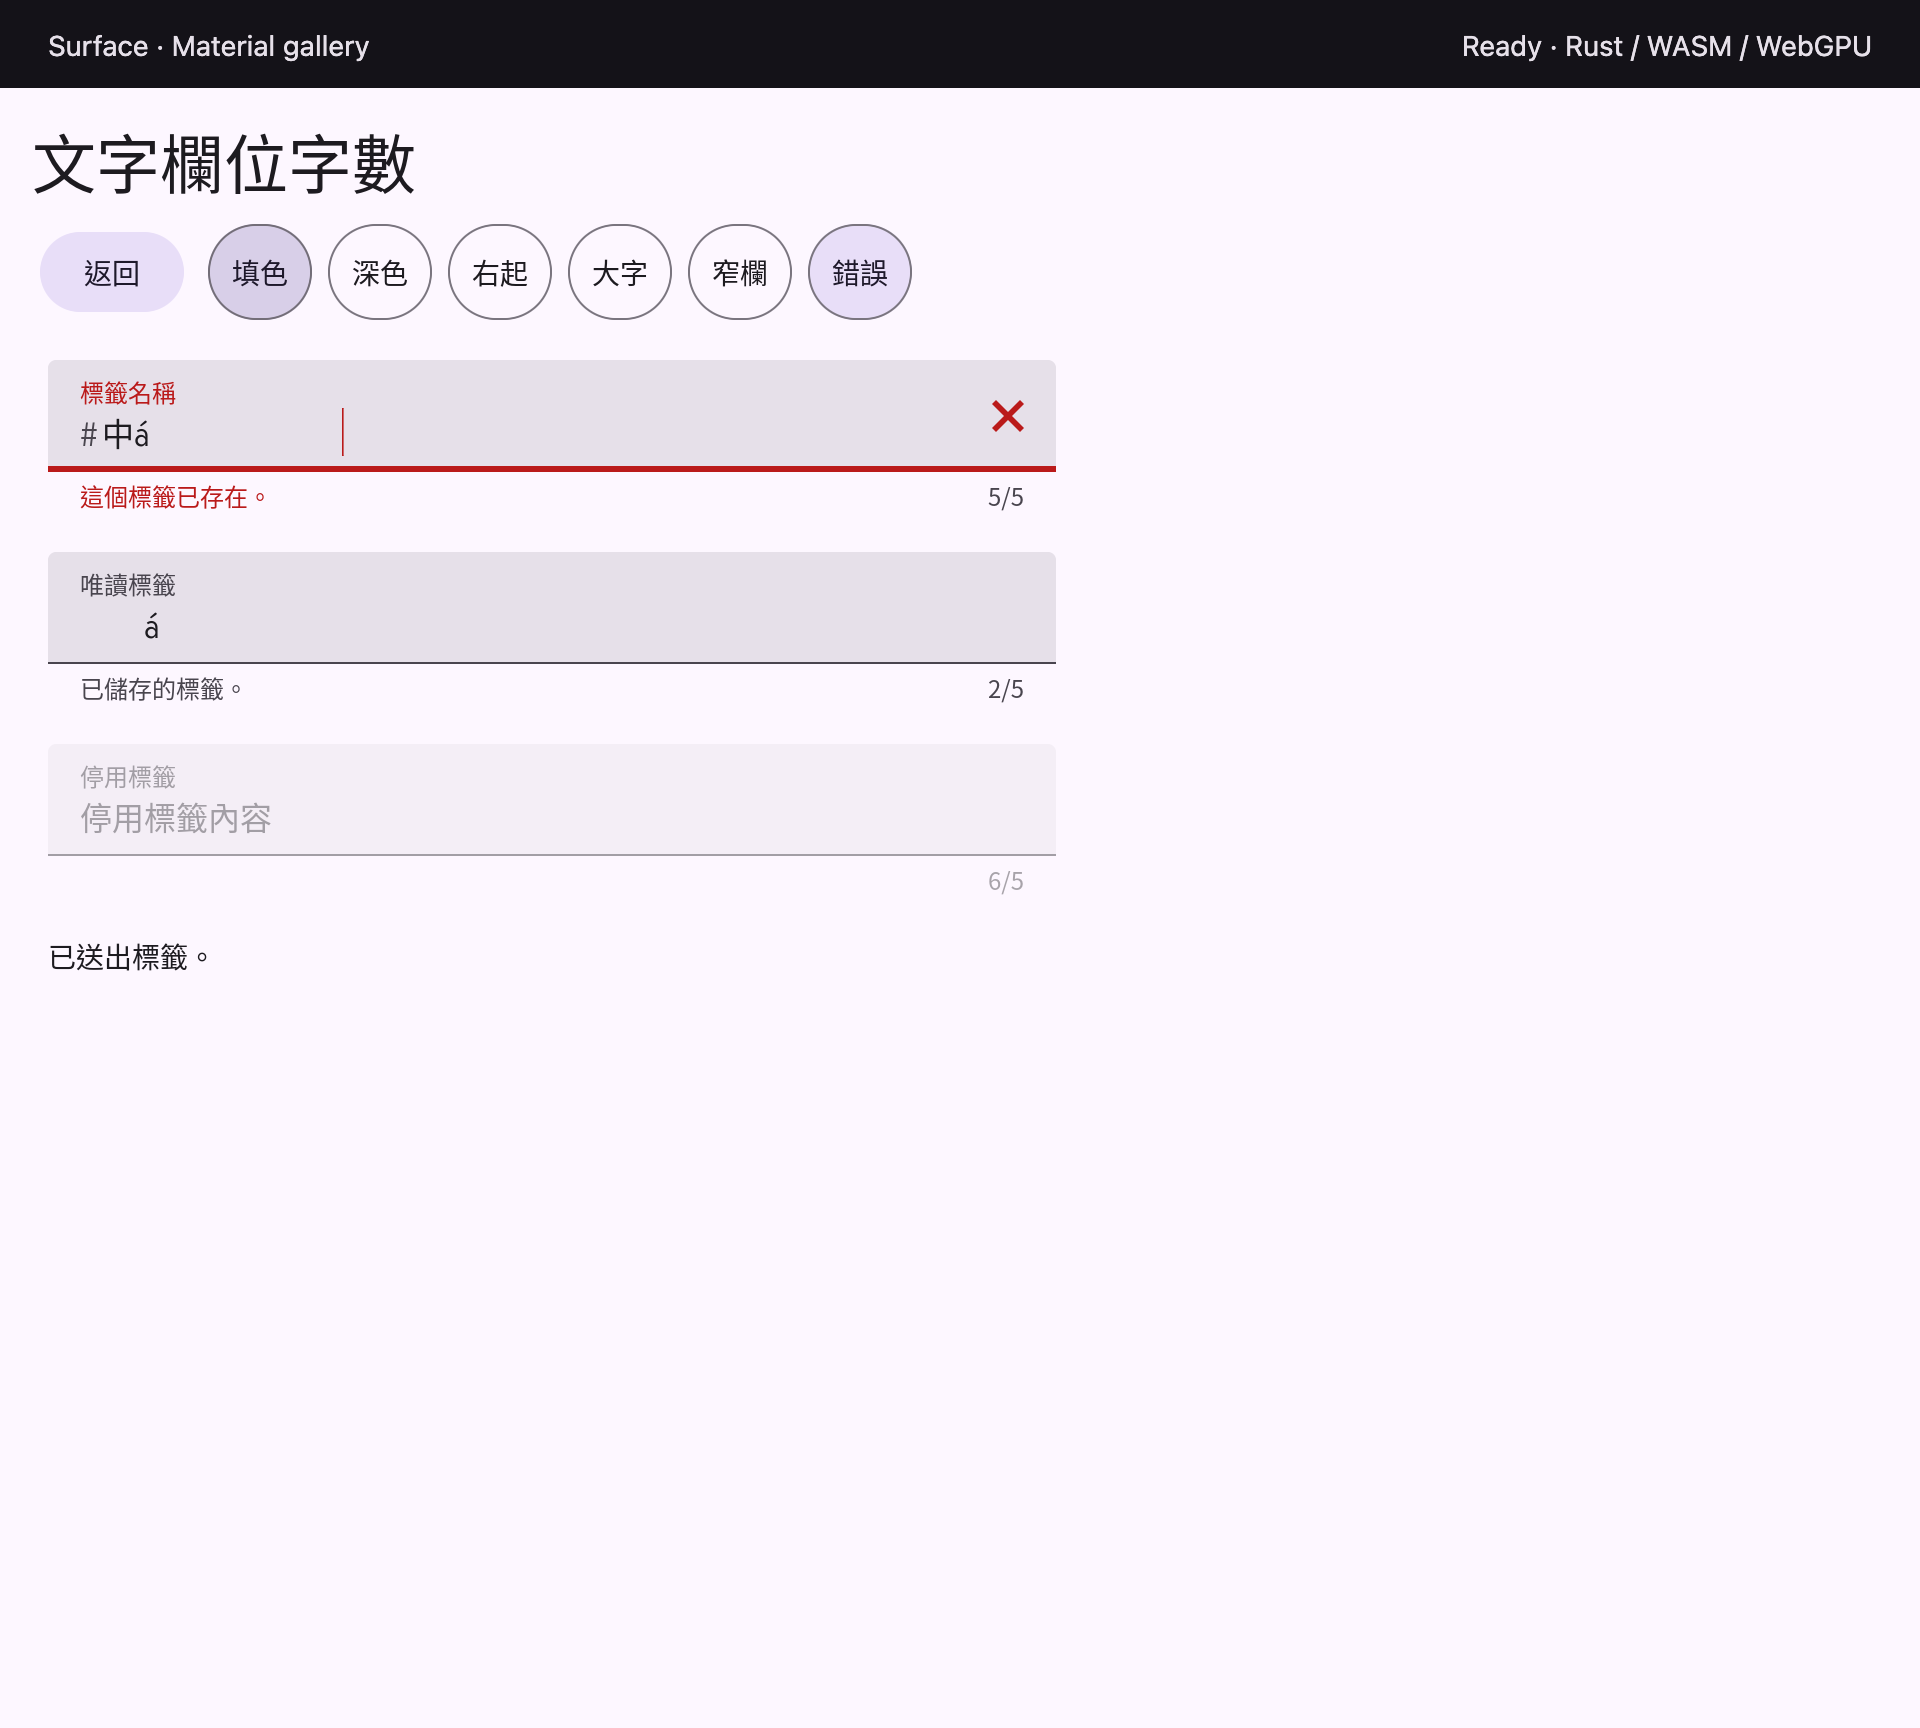 Surface · Material gallery
Ready · Rust / WASM / WebGPU
文字欄位字數
返回 填色 深色 右起 大字 窄欄 錯誤
標籤名稱
#中á
這個標籤已存在。 5/5
唯讀標籤
á
已儲存的標籤。 2/5
停用標籤
停用標籤內容
6/5
已送出標籤。